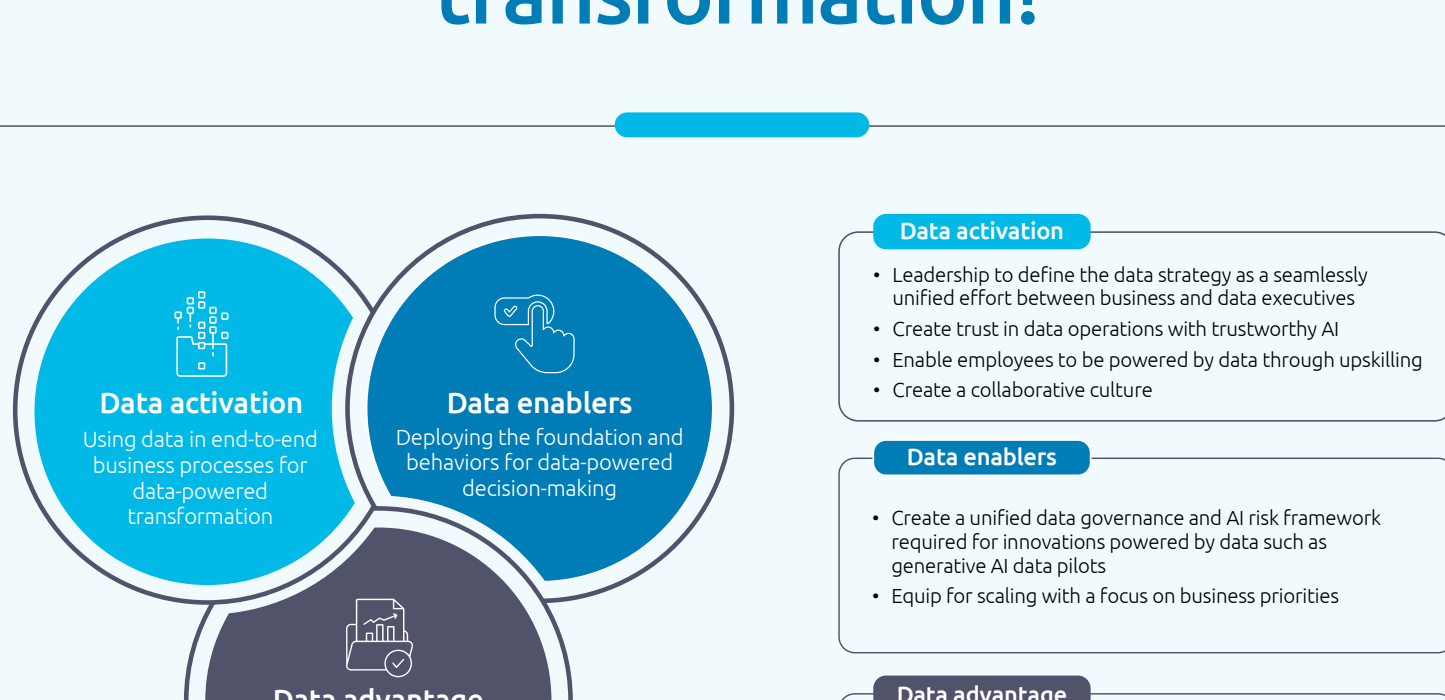 transformation!
Data activation
Using data in end-to-end
business processes for
data-powered
transformation
Data enablers
Deploying the foundation and
behaviors for data-powered
decision-making
Data advantage
Data activation
• Leadership to define the data strategy as a seamlessly
unified effort between business and data executives
• Create trust in data operations with trustworthy AI
• Enable employees to be powered by data through upskilling
• Create a collaborative culture
Data enablers
• Create a unified data governance and AI risk framework
required for innovations powered by data such as
generative AI data pilots
• Equip for scaling with a focus on business priorities
Data advantage